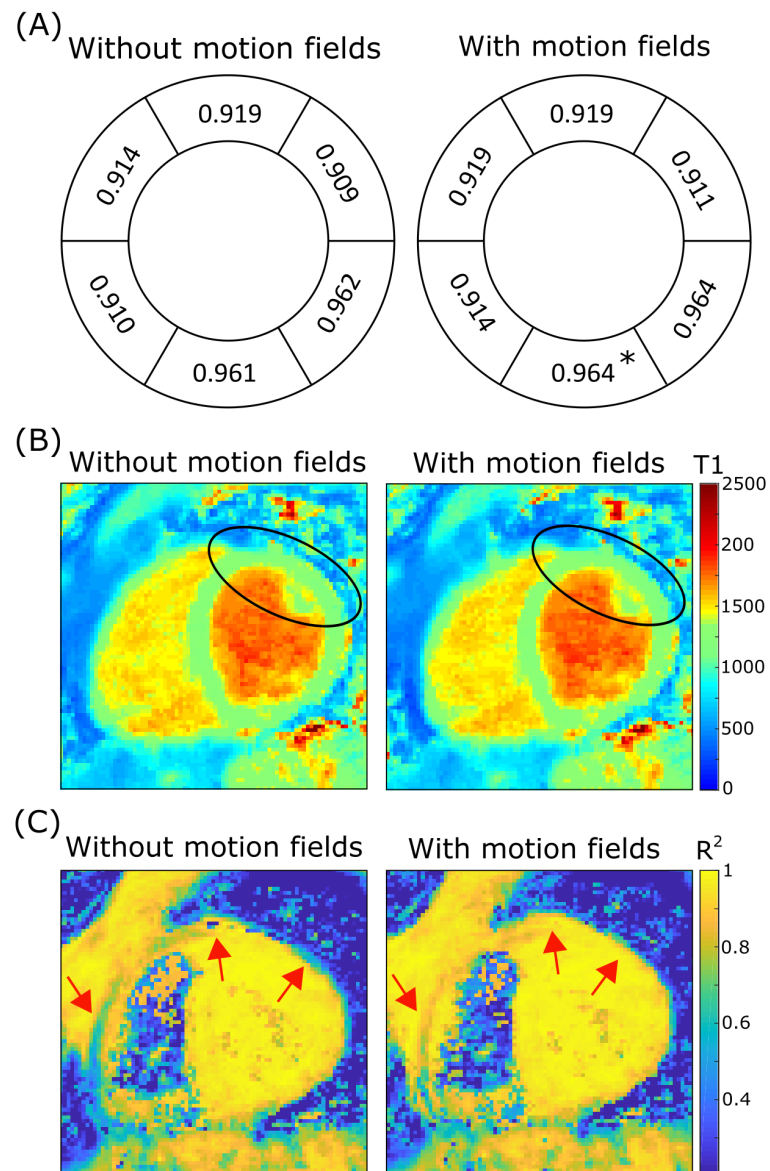 (A)
Without motion fields
With motion fields
0.919
0.914
0.909
0.910
0.962
0.961
0.919
0.919
0.911
0.914
0.964
0.964 *
(B)
Without motion fields
With motion fields
T1
2500
200
1500
1000
500
0
(C)
Without motion fields
With motion fields
R²
1
0.8
0.6
0.4